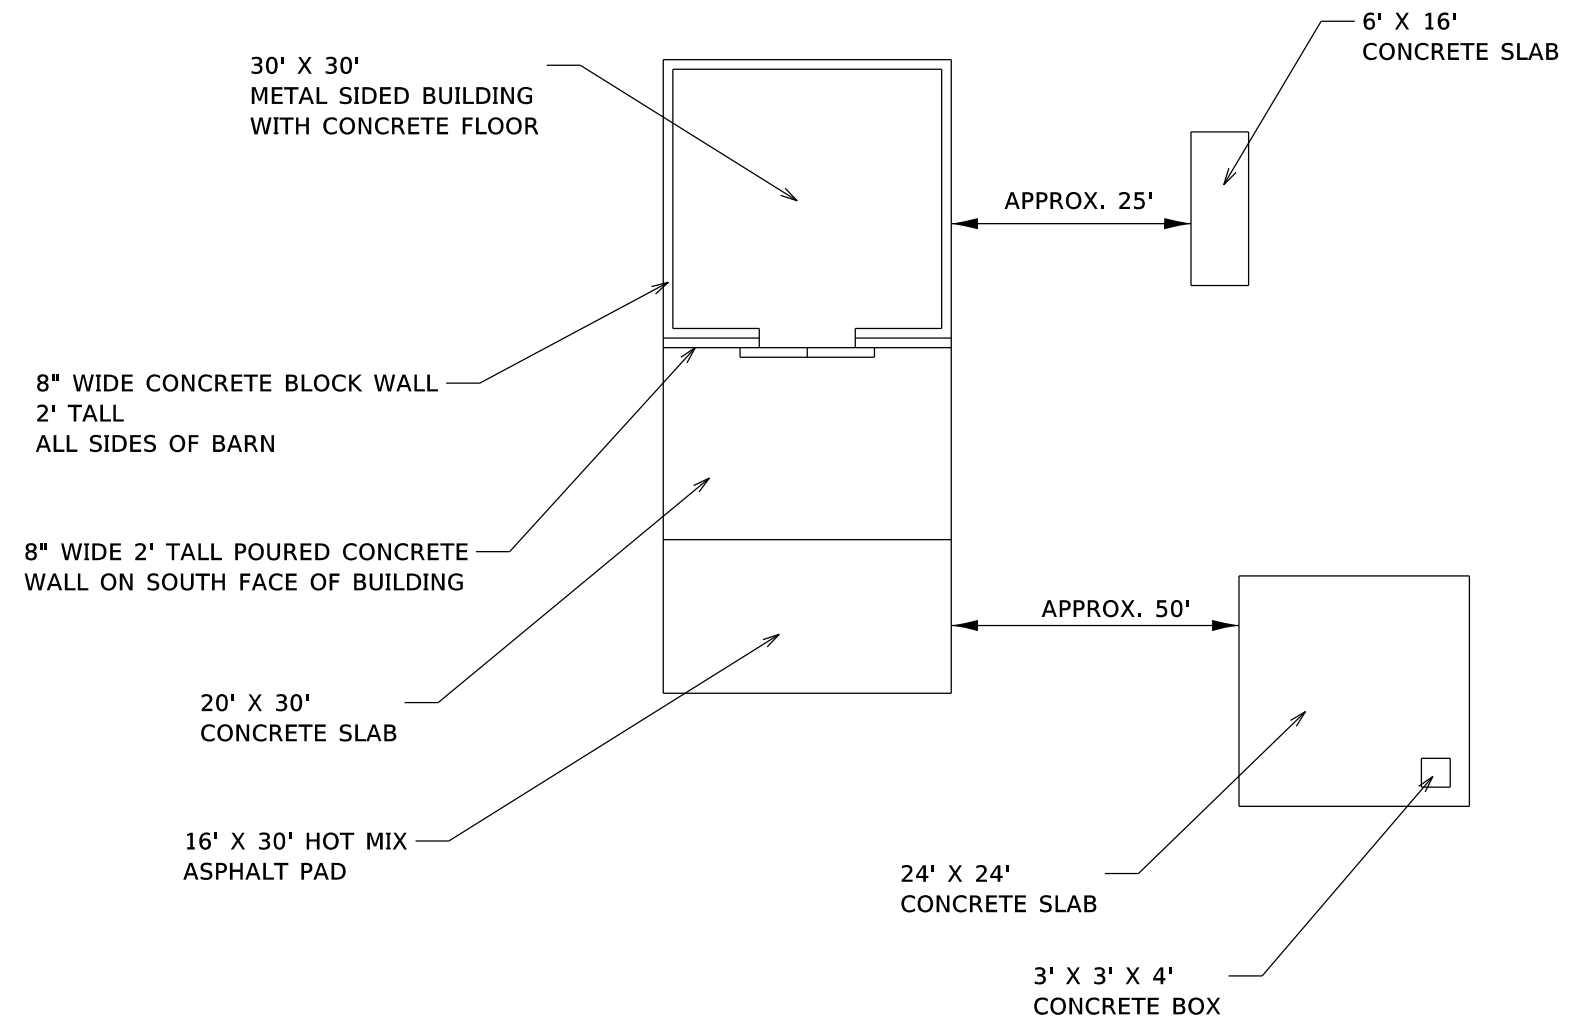 6' X 16'
CONCRETE SLAB
30' X 30'
METAL SIDED BUILDING
WITH CONCRETE FLOOR
APPROX. 25'
8" WIDE CONCRETE BLOCK WALL
2' TALL
ALL SIDES OF BARN
8" WIDE 2' TALL POURED CONCRETE
WALL ON SOUTH FACE OF BUILDING
APPROX. 50'
20' X 30'
CONCRETE SLAB
16' X 30' HOT MIX
ASPHALT PAD
24' X 24'
CONCRETE SLAB
3' X 3' X 4'
CONCRETE BOX